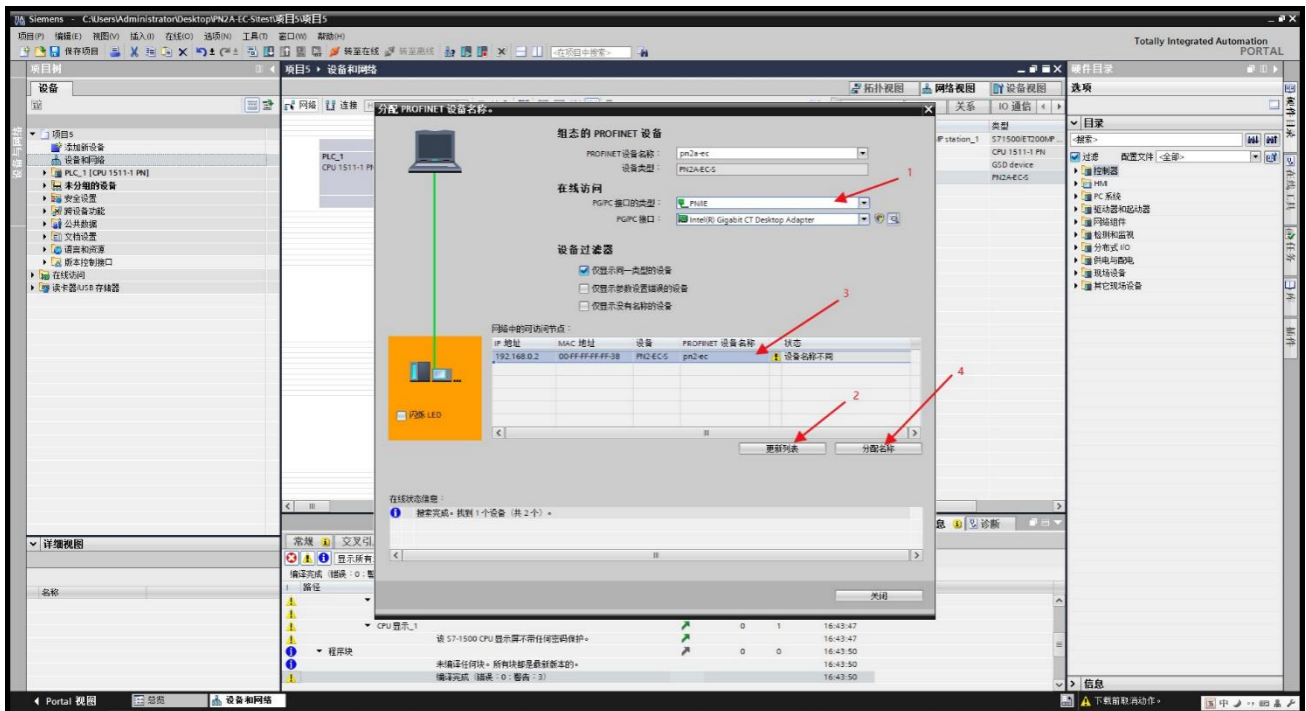 Siemens - C:\Users\Administrator\Desktop\PN2A-EC-Sitest\项目5\项目5
项目(P) 编辑(E) 视图(V) 插入(I) 在线(O) 选项(N) 工具(T) 窗口(W) 帮助(H)
保存项目 转至在线 转至离线 <在项目中搜索>
Totally Integrated Automation
PORTAL
项目树
设备
项目5
添加新设备
设备和网络
PLC_1 [CPU 1511-1 PN]
未分组的设备
安全设置
跨设备功能
公共数据
文档设置
语言和资源
版本控制接口
在线访问
读卡器/USB 存储器
详细视图
名称
项目5 ▸ 设备和网络
拓扑视图 网络视图 设备视图
网络 连接 关系 IO 通信
PLC_1
CPU 1511-1 PN
类型
IP station_1 S71500/ET200MP...
CPU 1511-1 PN
GSD device
PN2A-EC-S
分配 PROFINET 设备名称。
组态的 PROFINET 设备
PROFINET设备名称: pn2a-ec
设备类型: PN2A-EC-S
在线访问
PG/PC 接口的类型: PN/IE
PG/PC 接口: Intel(R) Gigabit CT Desktop Adapter
设备过滤器
仅显示同一类型的设备
仅显示参数设置错误的设备
仅显示没有名称的设备
1
3
网络中的可访问节点:
IP 地址 MAC 地址 设备 PROFINET 设备名称 状态
192.168.0.2 00-FF-FF-FF-FF-3B PN2-EC-S pn2-ec 设备名称不同
4
2
闪烁 LED
更新列表 分配名称
在线状态信息:
搜索完成。找到 1 个设备（共 2 个）。
关闭
息 诊断
常规 交叉引
显示所有
编译完成（错误：0；警
! 路径
CPU 显示_1 0 1 16:43:47
该 S7-1500 CPU 显示屏不带任何密码保护。 16:43:47
程序块 0 0 16:43:50
未编译任何块。所有块都是最新版本的。 16:43:50
编译完成（错误：0；警告：3） 16:43:50
硬件目录
选项
目录
<搜索>
过滤 配置文件 <全部>
控制器
HMI
PC 系统
驱动器和起动器
网络组件
检测和监视
分布式 I/O
供电与配电
现场设备
其它现场设备
信息
硬件目录
在线工具
任务
库
插件
Portal 视图 总览 设备和网络
下载前取消动作。
中